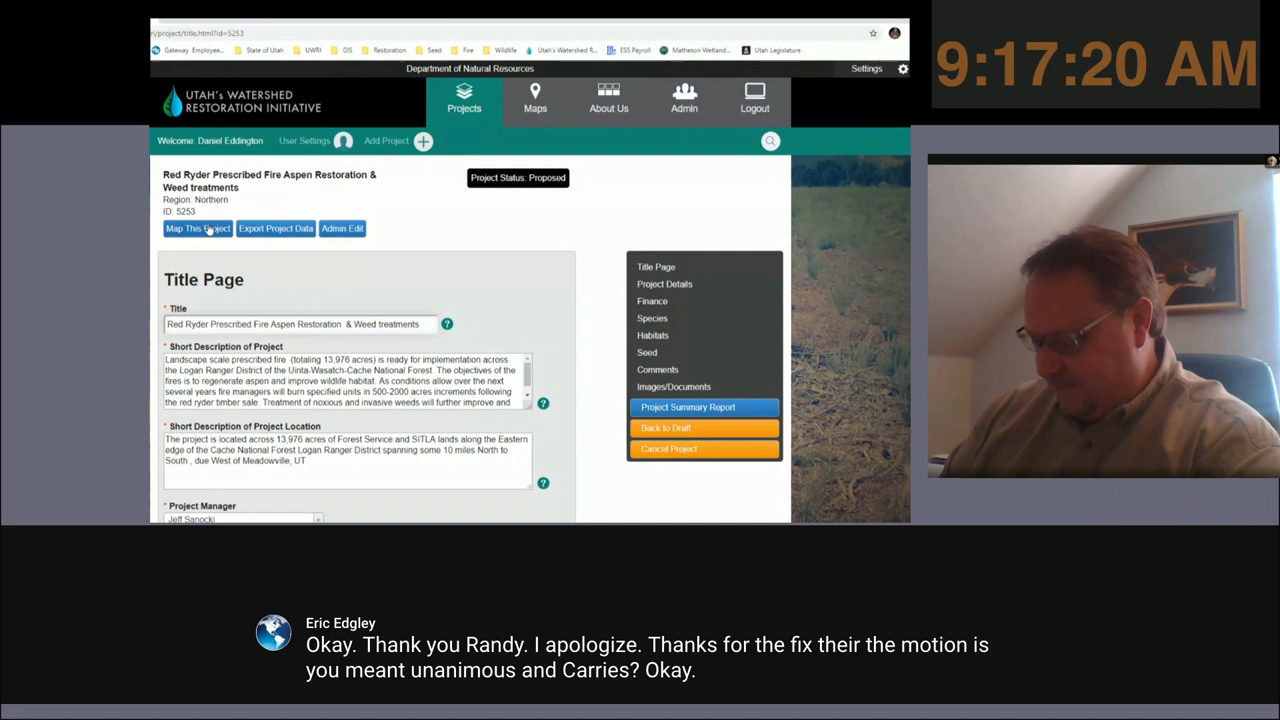 ri/project/title.html?id=5253
Gateway Employee... State of Utah UWRI GIS Restoration Seed Fire Wildlife Utah's Watershed R... ESS Payroll Matheson Wetland... Utah Legislature
Department of Natural Resources
Settings
UTAH'S WATERSHED
RESTORATION INITIATIVE
Projects Maps About Us Admin Logout
Welcome: Daniel Eddington User Settings Add Project
Red Ryder Prescribed Fire Aspen Restoration &
Weed treatments
Region: Northern
ID: 5253
Project Status: Proposed
Map This Project Export Project Data Admin Edit
Title Page
* Title
Red Ryder Prescribed Fire Aspen Restoration & Weed treatments
* Short Description of Project
Landscape scale prescribed fire (totaling 13,976 acres) is ready for implementation across
the Logan Ranger District of the Uinta-Wasatch-Cache National Forest. The objectives of the
fires is to regenerate aspen and improve wildlife habitat. As conditions allow over the next
several years fire managers will burn specified units in 500-2000 acres increments following
the red ryder timber sale. Treatment of noxious and invasive weeds will further improve and
* Short Description of Project Location
The project is located across 13,976 acres of Forest Service and SITLA lands along the Eastern
edge of the Cache National Forest Logan Ranger District spanning some 10 miles North to
South , due West of Meadowville, UT
* Project Manager
Jeff Sanocki
Title Page
Project Details
Finance
Species
Habitats
Seed
Comments
Images/Documents
Project Summary Report
Back to Draft
Cancel Project
9:17:20 AM
Eric Edgley
Okay. Thank you Randy. I apologize. Thanks for the fix their the motion is
you meant unanimous and Carries? Okay.